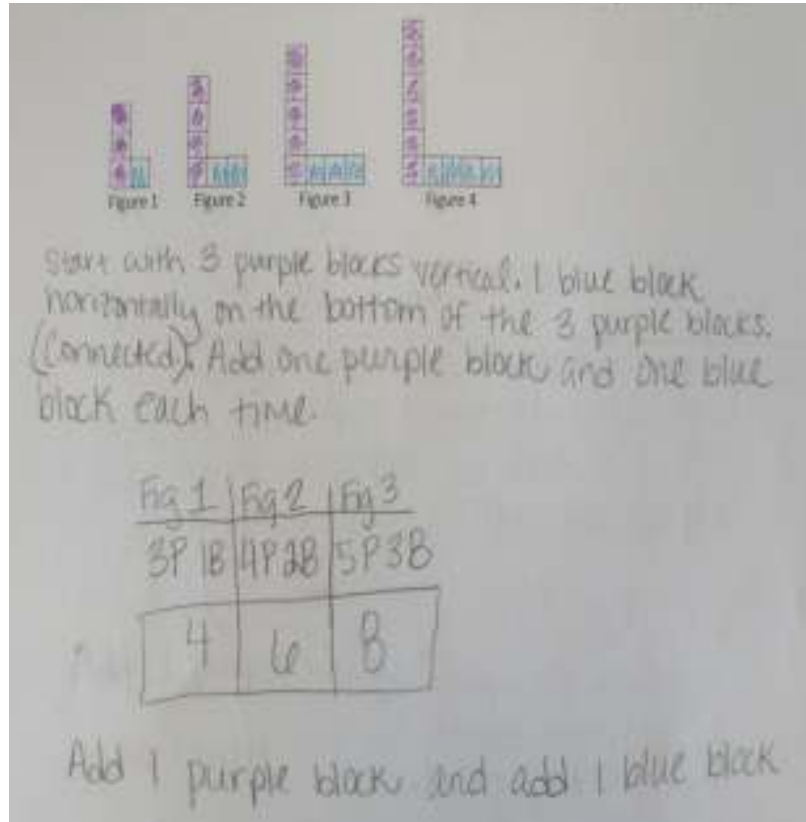 Figure 1 Figure 2 Figure 3 Figure 4
Start with 3 purple blocks vertical. 1 blue block
horizontally on the bottom of the 3 purple blocks.
(Connected). Add one purple block and one blue
block each time.
Fig 1 Fig 2 Fig 3
3P 1B 4P 2B 5P 3B
4 6 8
Add 1 purple block and add 1 blue block